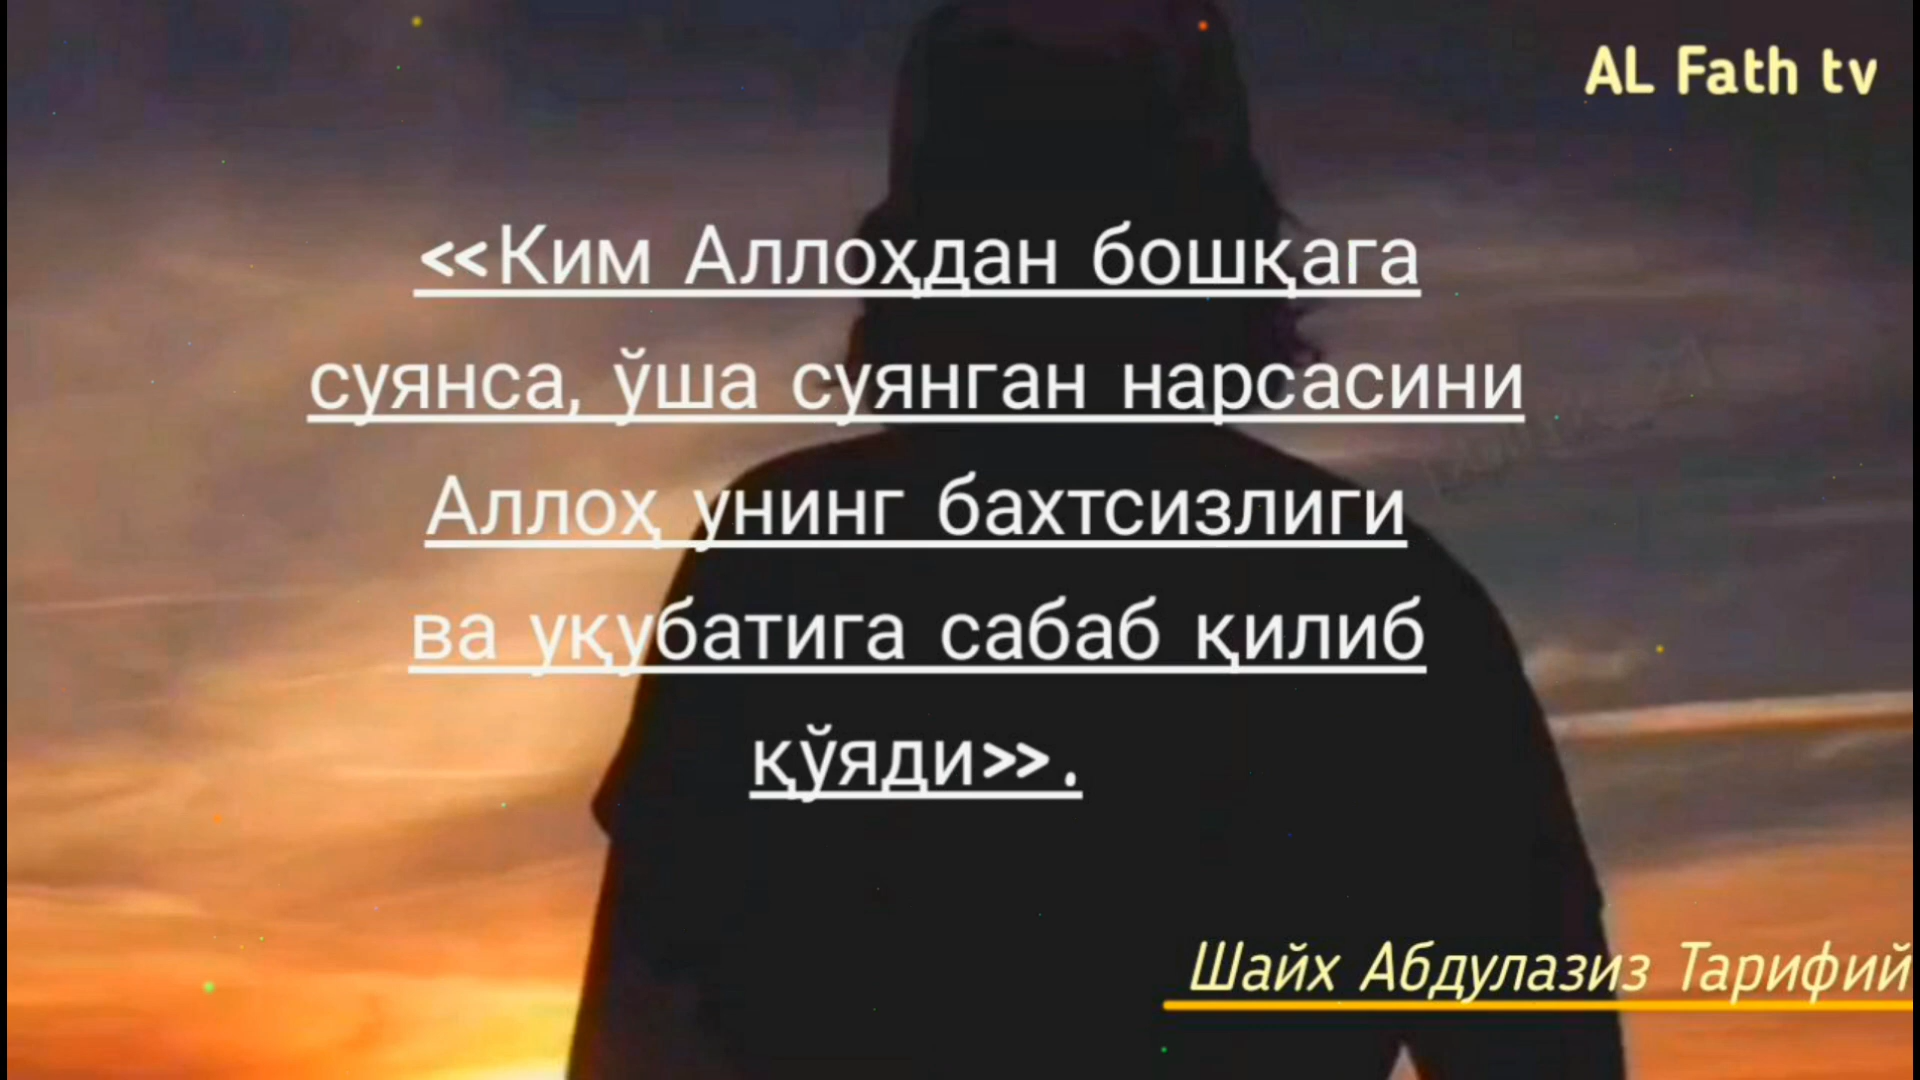 AL Fath tv
<<Ким Аллоҳдан бошқага
суянса, ўша суянган нарсасини
Аллоҳ унинг бахтсизлиги
ва уқубатига сабаб қилиб
қўяди>>.
Шайх Абдулазиз Тарифий